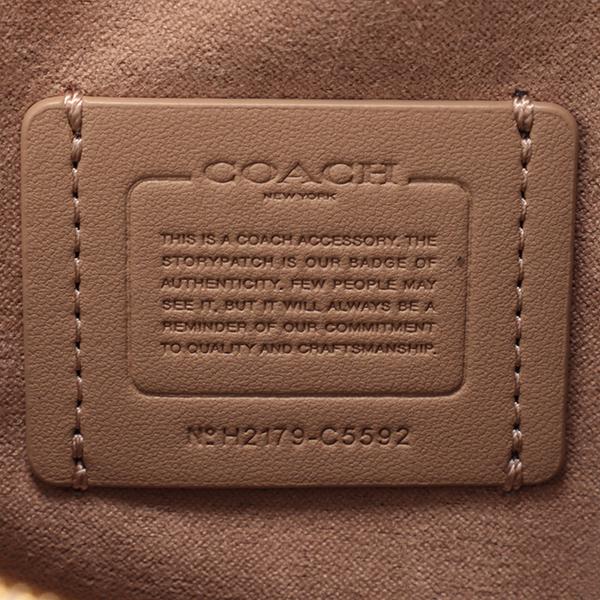 COACH
NEW YORK
THIS IS A COACH ACCESSORY. THE
STORYPATCH IS OUR BADGE OF
AUTHENTICITY. FEW PEOPLE MAY
SEE IT, BUT IT WILL ALWAYS BE A
REMINDER OF OUR COMMITMENT
TO QUALITY AND CRAFTSMANSHIP.
Nº H2179-C5592